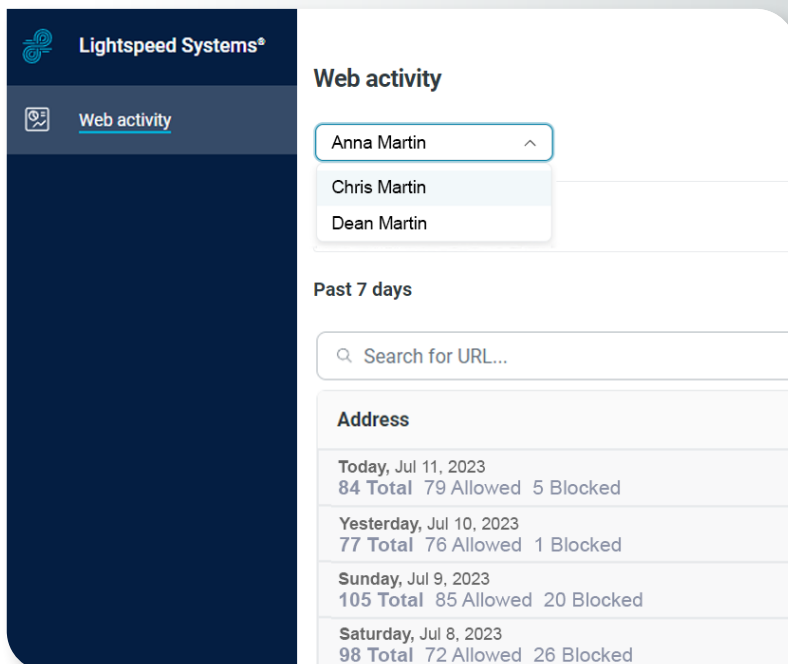 Lightspeed Systems®
Web activity
Web activity
Anna Martin
Chris Martin
Dean Martin
Past 7 days
Search for URL...
Address
Today, Jul 11, 2023
84 Total 79 Allowed 5 Blocked
Yesterday, Jul 10, 2023
77 Total 76 Allowed 1 Blocked
Sunday, Jul 9, 2023
105 Total 85 Allowed 20 Blocked
Saturday, Jul 8, 2023
98 Total 72 Allowed 26 Blocked